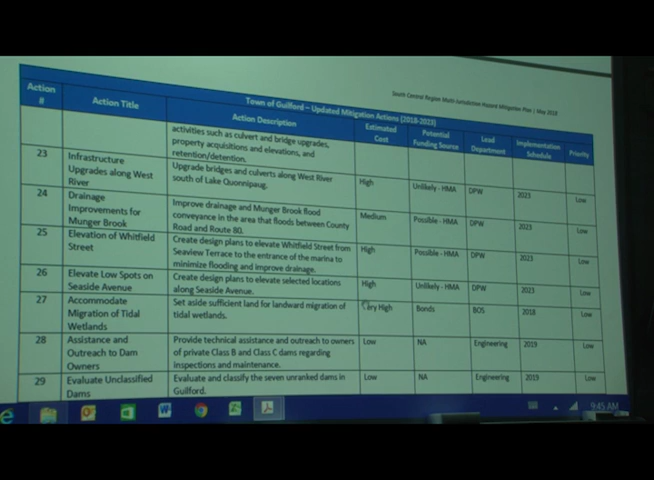 South Central Region Multi-Jurisdiction Hazard Mitigation Plan | May 2018
Town of Guilford – Updated Mitigation Actions (2018-2023)
Action # Action Title Action Description Estimated Cost Potential Funding Source Lead Department Implementation Schedule Priority
activities such as culvert and bridge upgrades,
property acquisitions and elevations, and
retention/detention.
23 Infrastructure Upgrades along West River
Upgrade bridges and culverts along West River
south of Lake Quonnipaug.
High Unlikely - HMA DPW 2023 Low
24 Drainage Improvements for Munger Brook
Improve drainage and Munger Brook flood
conveyance in the area that floods between County
Road and Route 80.
Medium Possible - HMA DPW 2023 Low
25 Elevation of Whitfield Street
Create design plans to elevate Whitfield Street from
Seaview Terrace to the entrance of the marina to
minimize flooding and improve drainage.
High Possible - HMA DPW 2023 Low
26 Elevate Low Spots on Seaside Avenue
Create design plans to elevate selected locations
along Seaside Avenue.
High Unlikely - HMA DPW 2023 Low
27 Accommodate Migration of Tidal Wetlands
Set aside sufficient land for landward migration of
tidal wetlands.
Very High Bonds BOS 2018 Low
28 Assistance and Outreach to Dam Owners
Provide technical assistance and outreach to owners
of private Class B and Class C dams regarding
inspections and maintenance.
Low NA Engineering 2019 Low
29 Evaluate Unclassified Dams
Evaluate and classify the seven unranked dams in
Guilford.
Low NA Engineering 2019 Low
9:45 AM